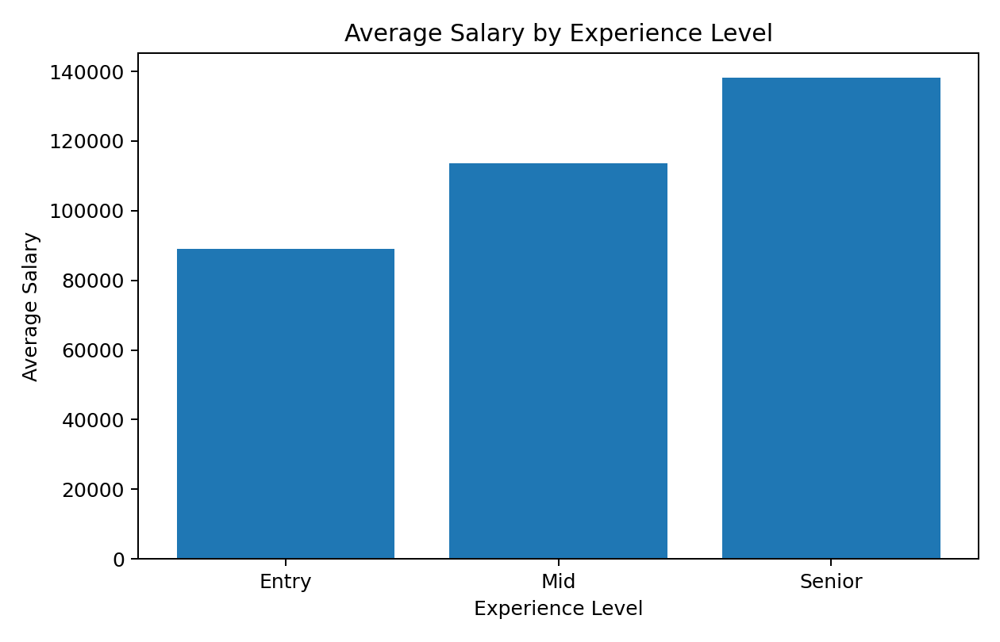 Average Salary by Experience Level
140000
120000
100000
80000
60000
40000
20000
0
Average Salary
Entry Mid Senior
Experience Level